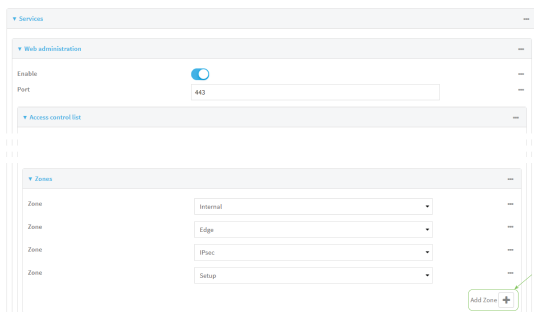 Services
Web administration
Enable
Port 443
Access control list
Zones
Zone Internal
Zone Edge
Zone IPsec
Zone Setup
Add Zone